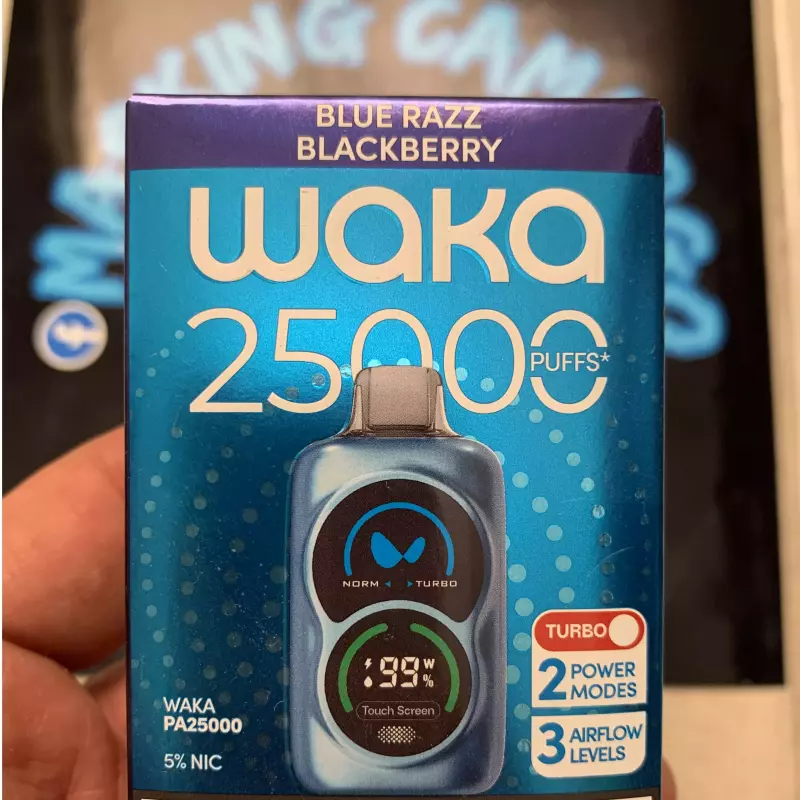 BLUE RAZZ
BLACKBERRY
waka
25000
PUFFS*
NORM TURBO
99 W
%
Touch Screen
TURBO
2 POWER
MODES
3 AIRFLOW
LEVELS
WAKA
PA25000
5% NIC